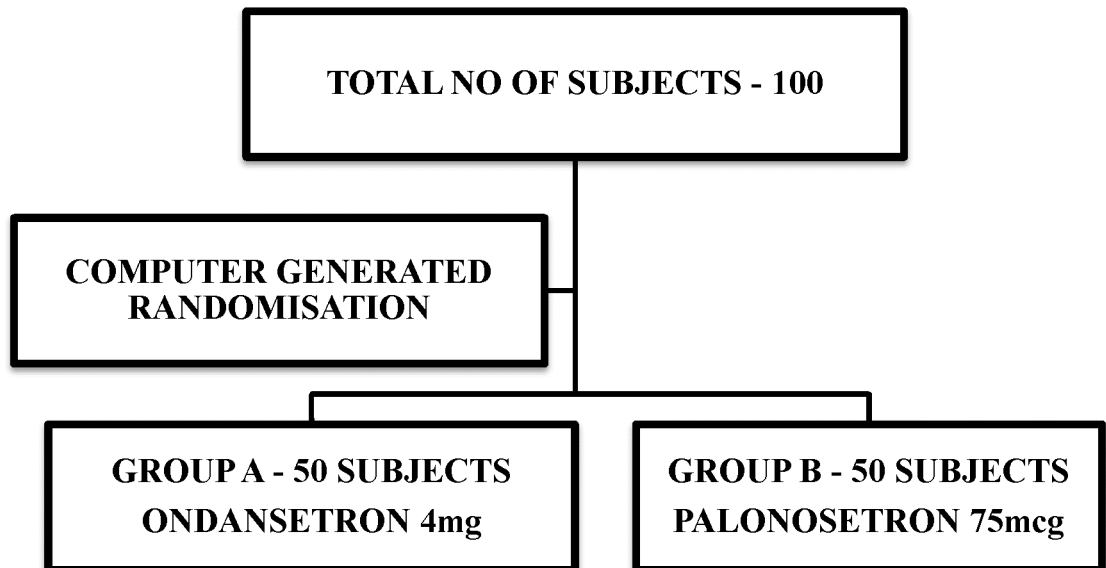 TOTAL NO OF SUBJECTS - 100
COMPUTER GENERATED
RANDOMISATION
GROUP A - 50 SUBJECTS
ONDANSETRON 4mg
GROUP B - 50 SUBJECTS
PALONOSETRON 75mcg